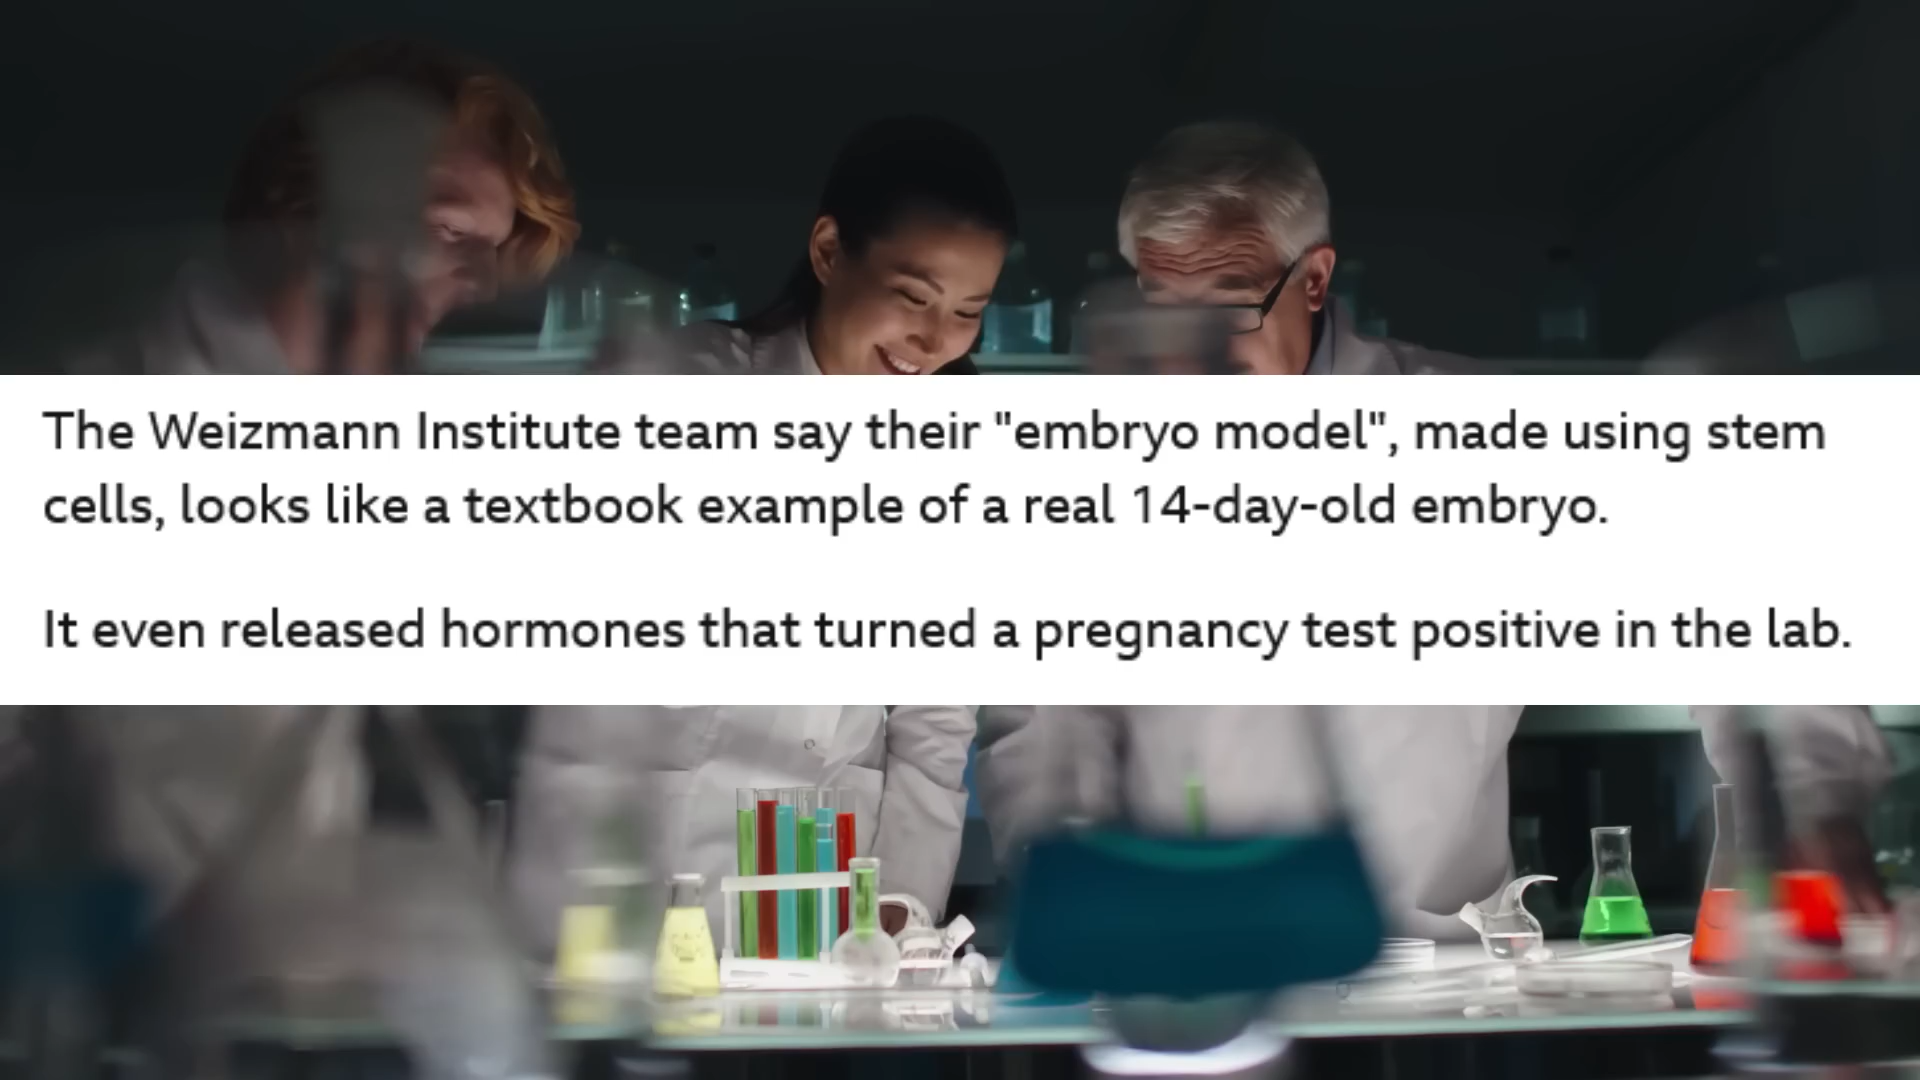 The Weizmann Institute team say their "embryo model", made using stem
cells, looks like a textbook example of a real 14-day-old embryo.
It even released hormones that turned a pregnancy test positive in the lab.